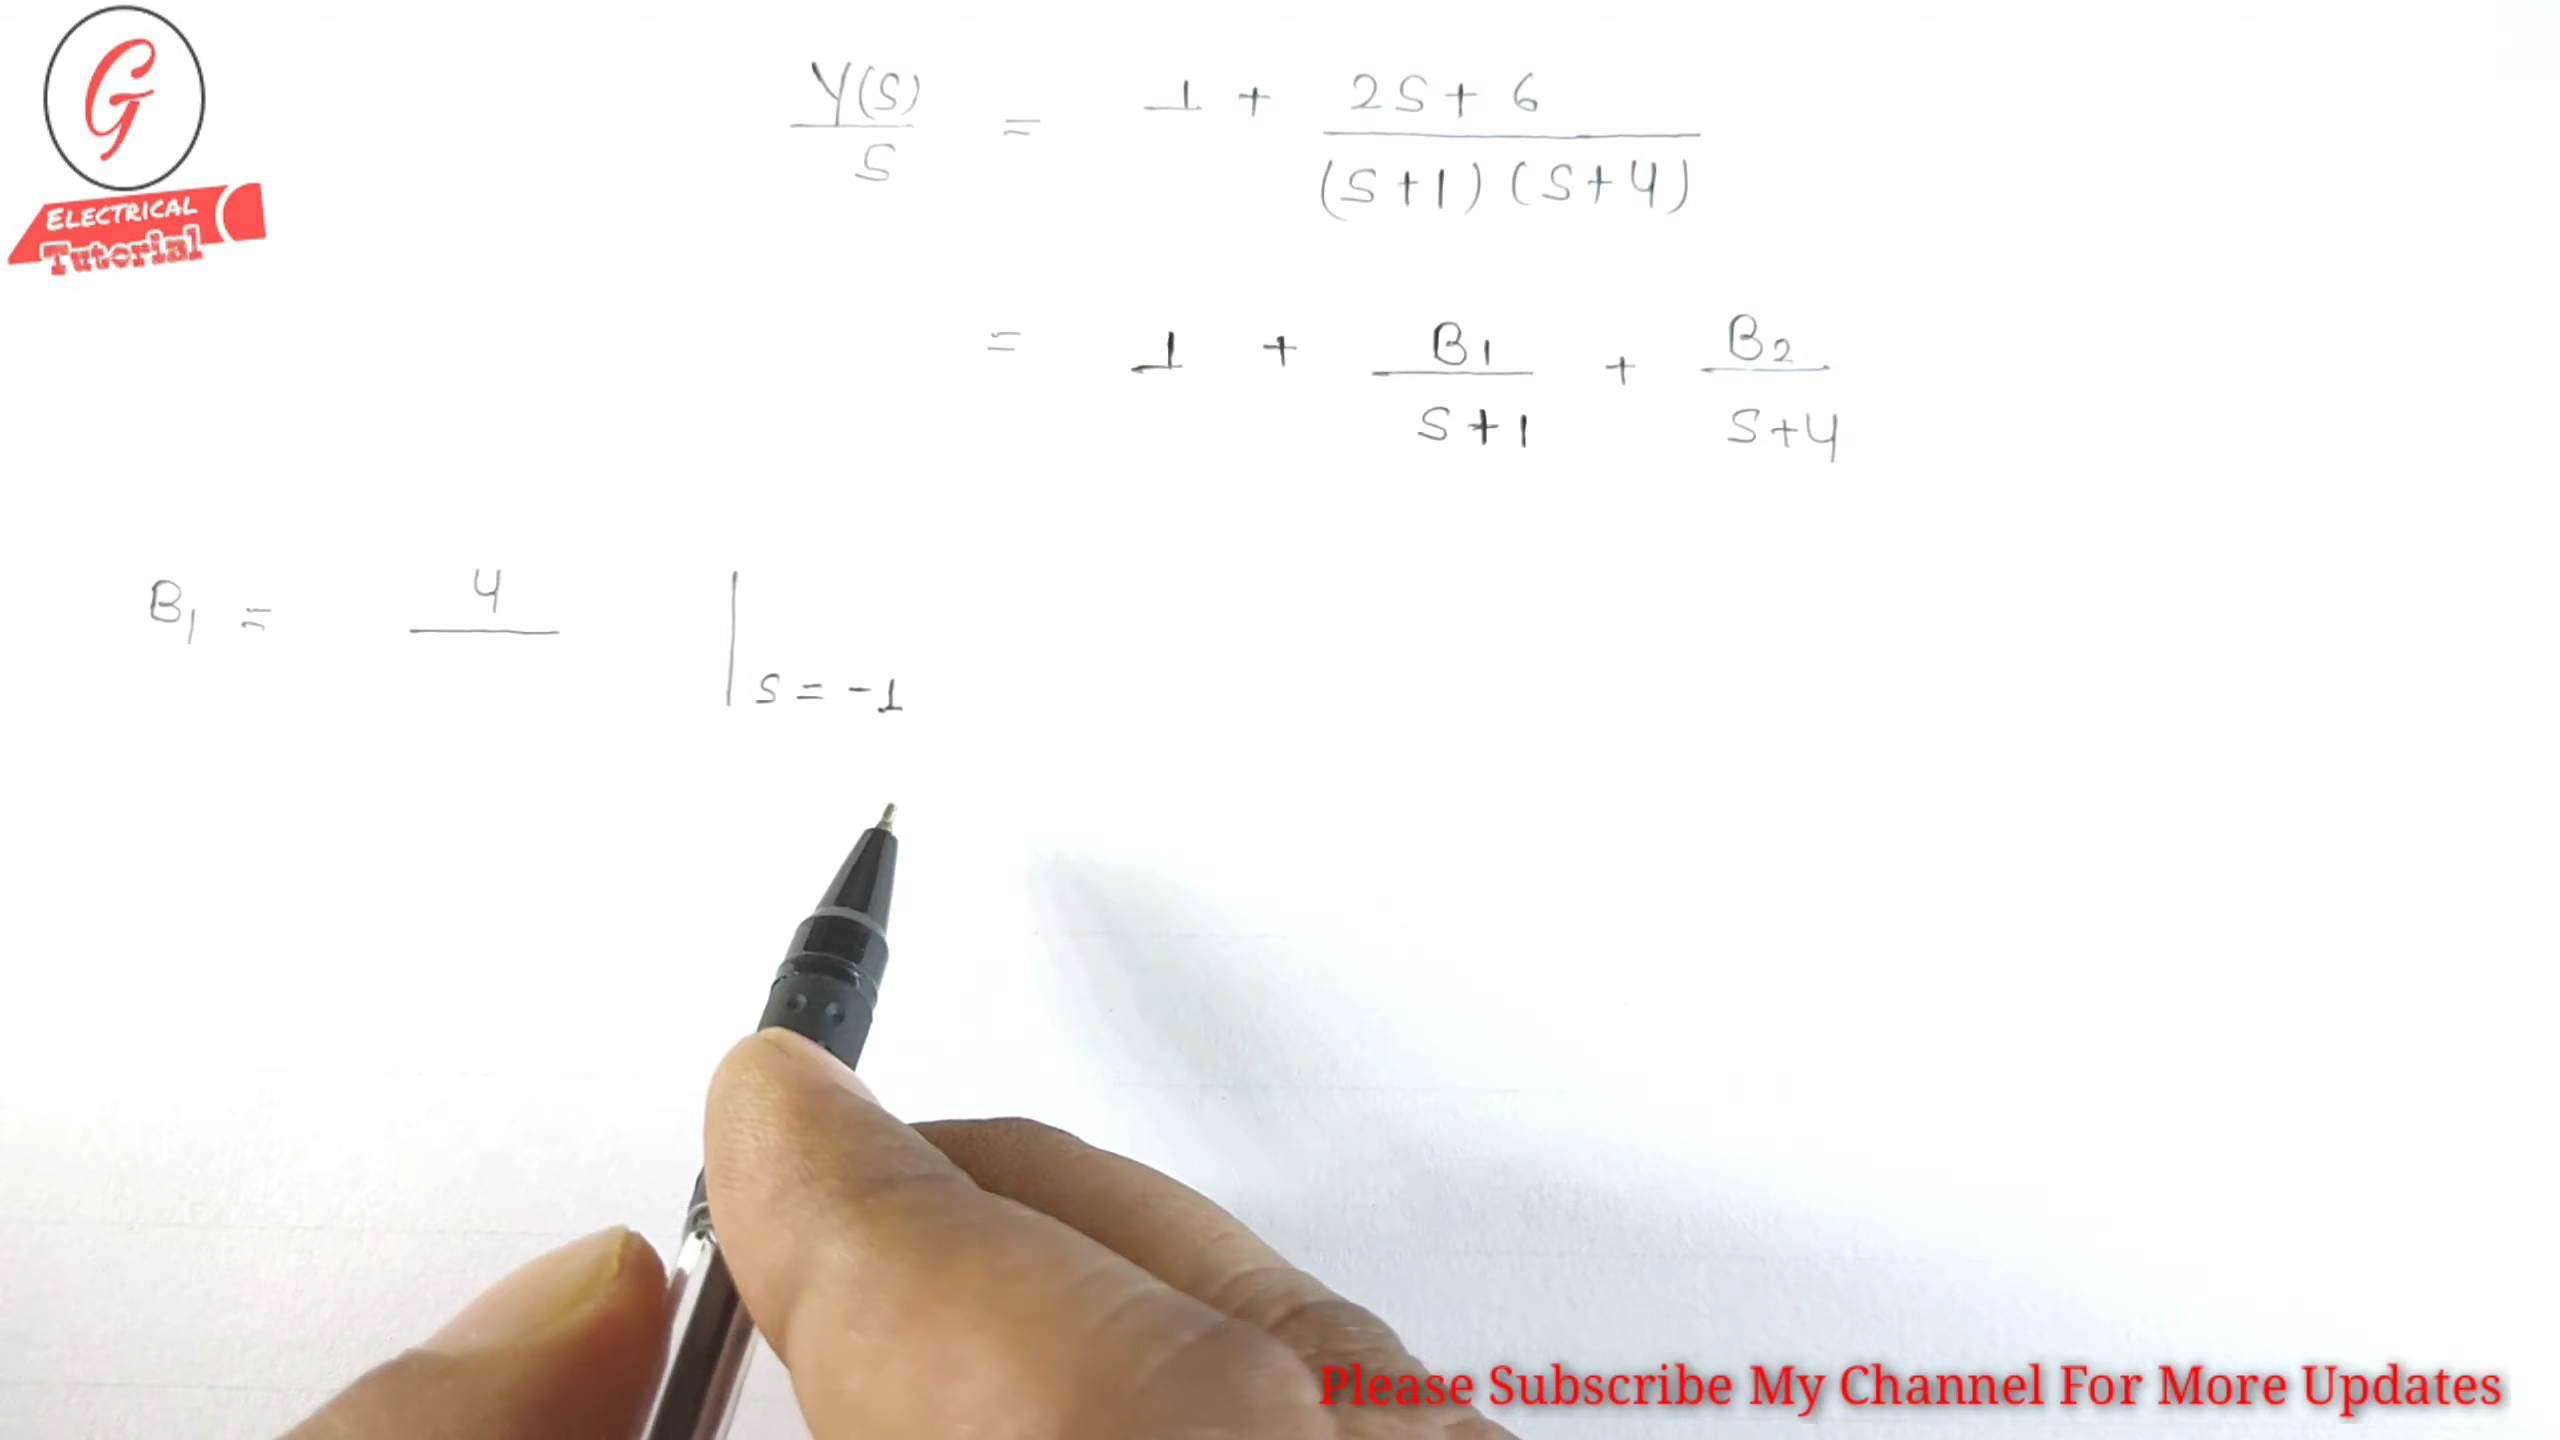 G
ELECTRICAL
Tutorial
Y(S)/S = 1 + 2S+6/(S+1)(S+4)
= 1 + B1/S+1 + B2/S+4
B1 = 4/ | S = -1
Please Subscribe My Channel For More Updates